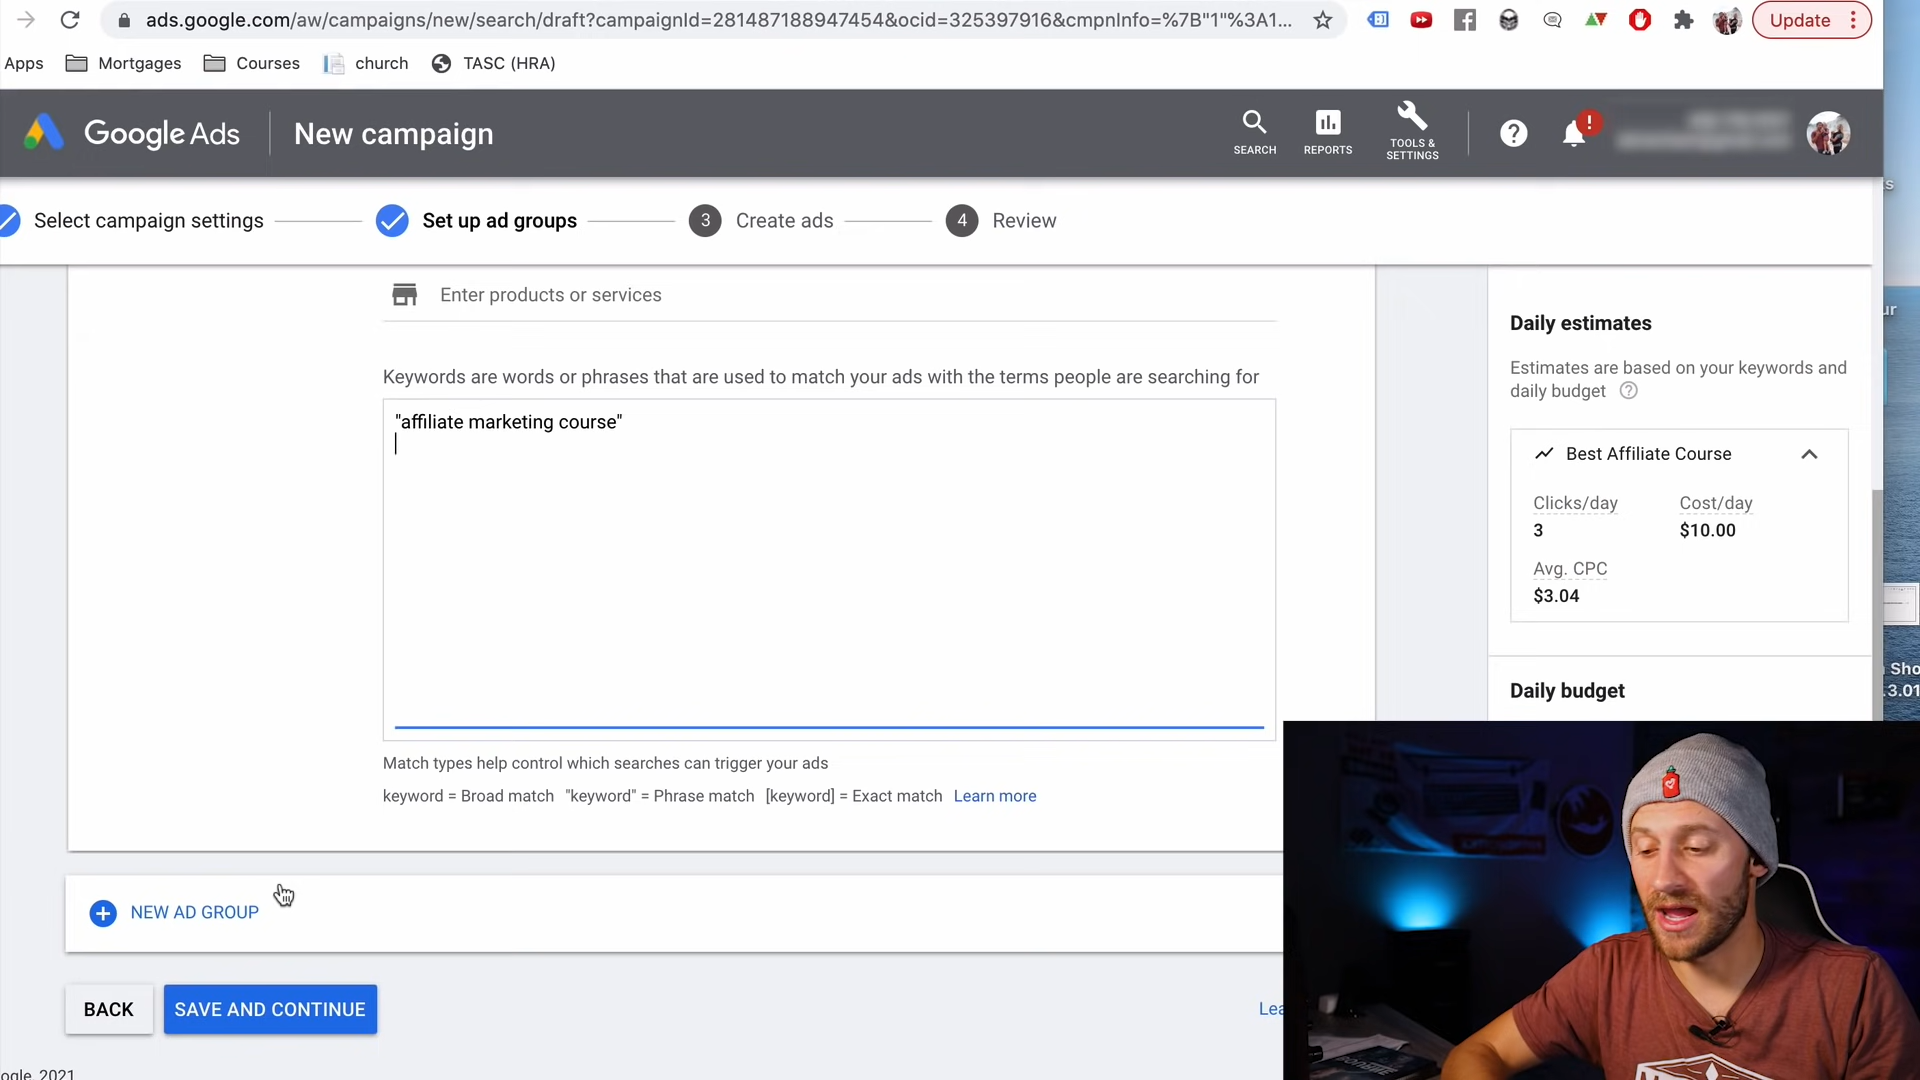 ads.google.com/aw/campaigns/new/search/draft?campaignId=281487188947454&ocid=325397916&cmpnInfo=%7B"1"%3A1...
Update
Apps
Mortgages
Courses
church
TASC (HRA)
Google Ads
New campaign
SEARCH
REPORTS
TOOLS &
SETTINGS
Select campaign settings
Set up ad groups
3
Create ads
4
Review
Enter products or services
Keywords are words or phrases that are used to match your ads with the terms people are searching for
"affiliate marketing course"
Match types help control which searches can trigger your ads
keyword = Broad match "keyword" = Phrase match [keyword] = Exact match Learn more
NEW AD GROUP
BACK
SAVE AND CONTINUE
Daily estimates
Estimates are based on your keywords and
daily budget
Best Affiliate Course
Clicks/day
Cost/day
3
$10.00
Avg. CPC
$3.04
Daily budget
Lea
ogle, 2021
Sho
.3.01